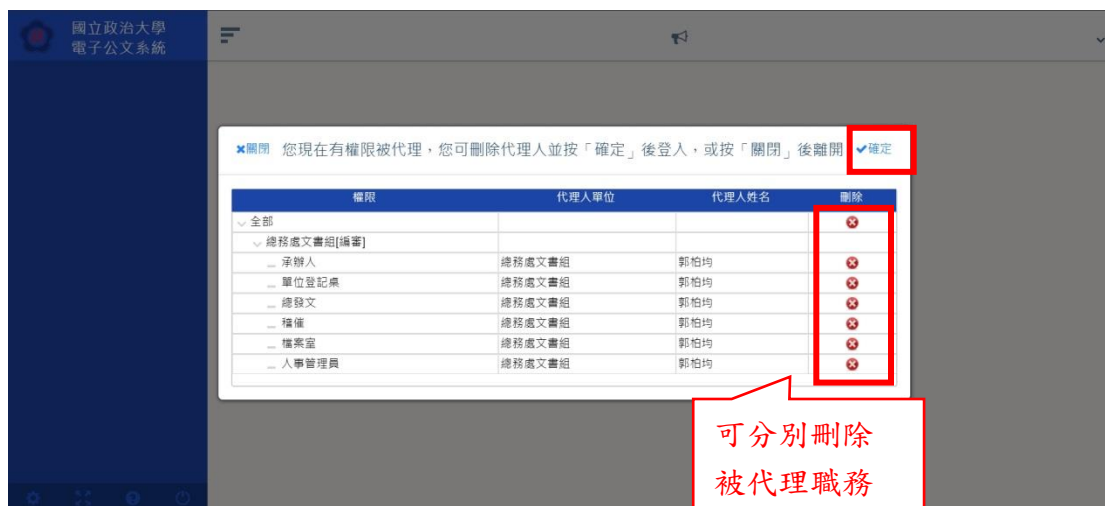 國立政治大學
電子公文系統
關閉 您現在有權限被代理，您可刪除代理人並按「確定」後登入，或按「關閉」後離開 確定
權限 代理人單位 代理人姓名 刪除
全部
總務處文書組[編審]
承辦人 總務處文書組 郭柏均
單位登記桌 總務處文書組 郭柏均
總發文 總務處文書組 郭柏均
稽催 總務處文書組 郭柏均
檔案室 總務處文書組 郭柏均
人事管理員 總務處文書組 郭柏均
可分別刪除
被代理職務